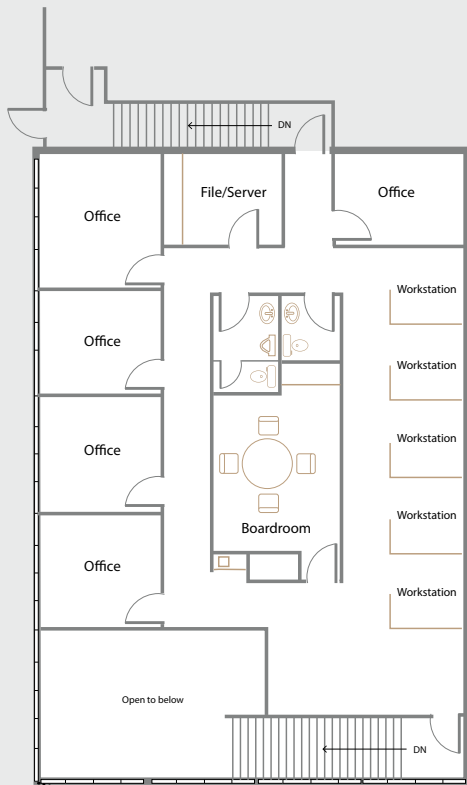 DN
File/Server
Office
Office
Workstation
Office
Workstation
Office
Workstation
Workstation
Boardroom
Office
Workstation
Open to below
DN